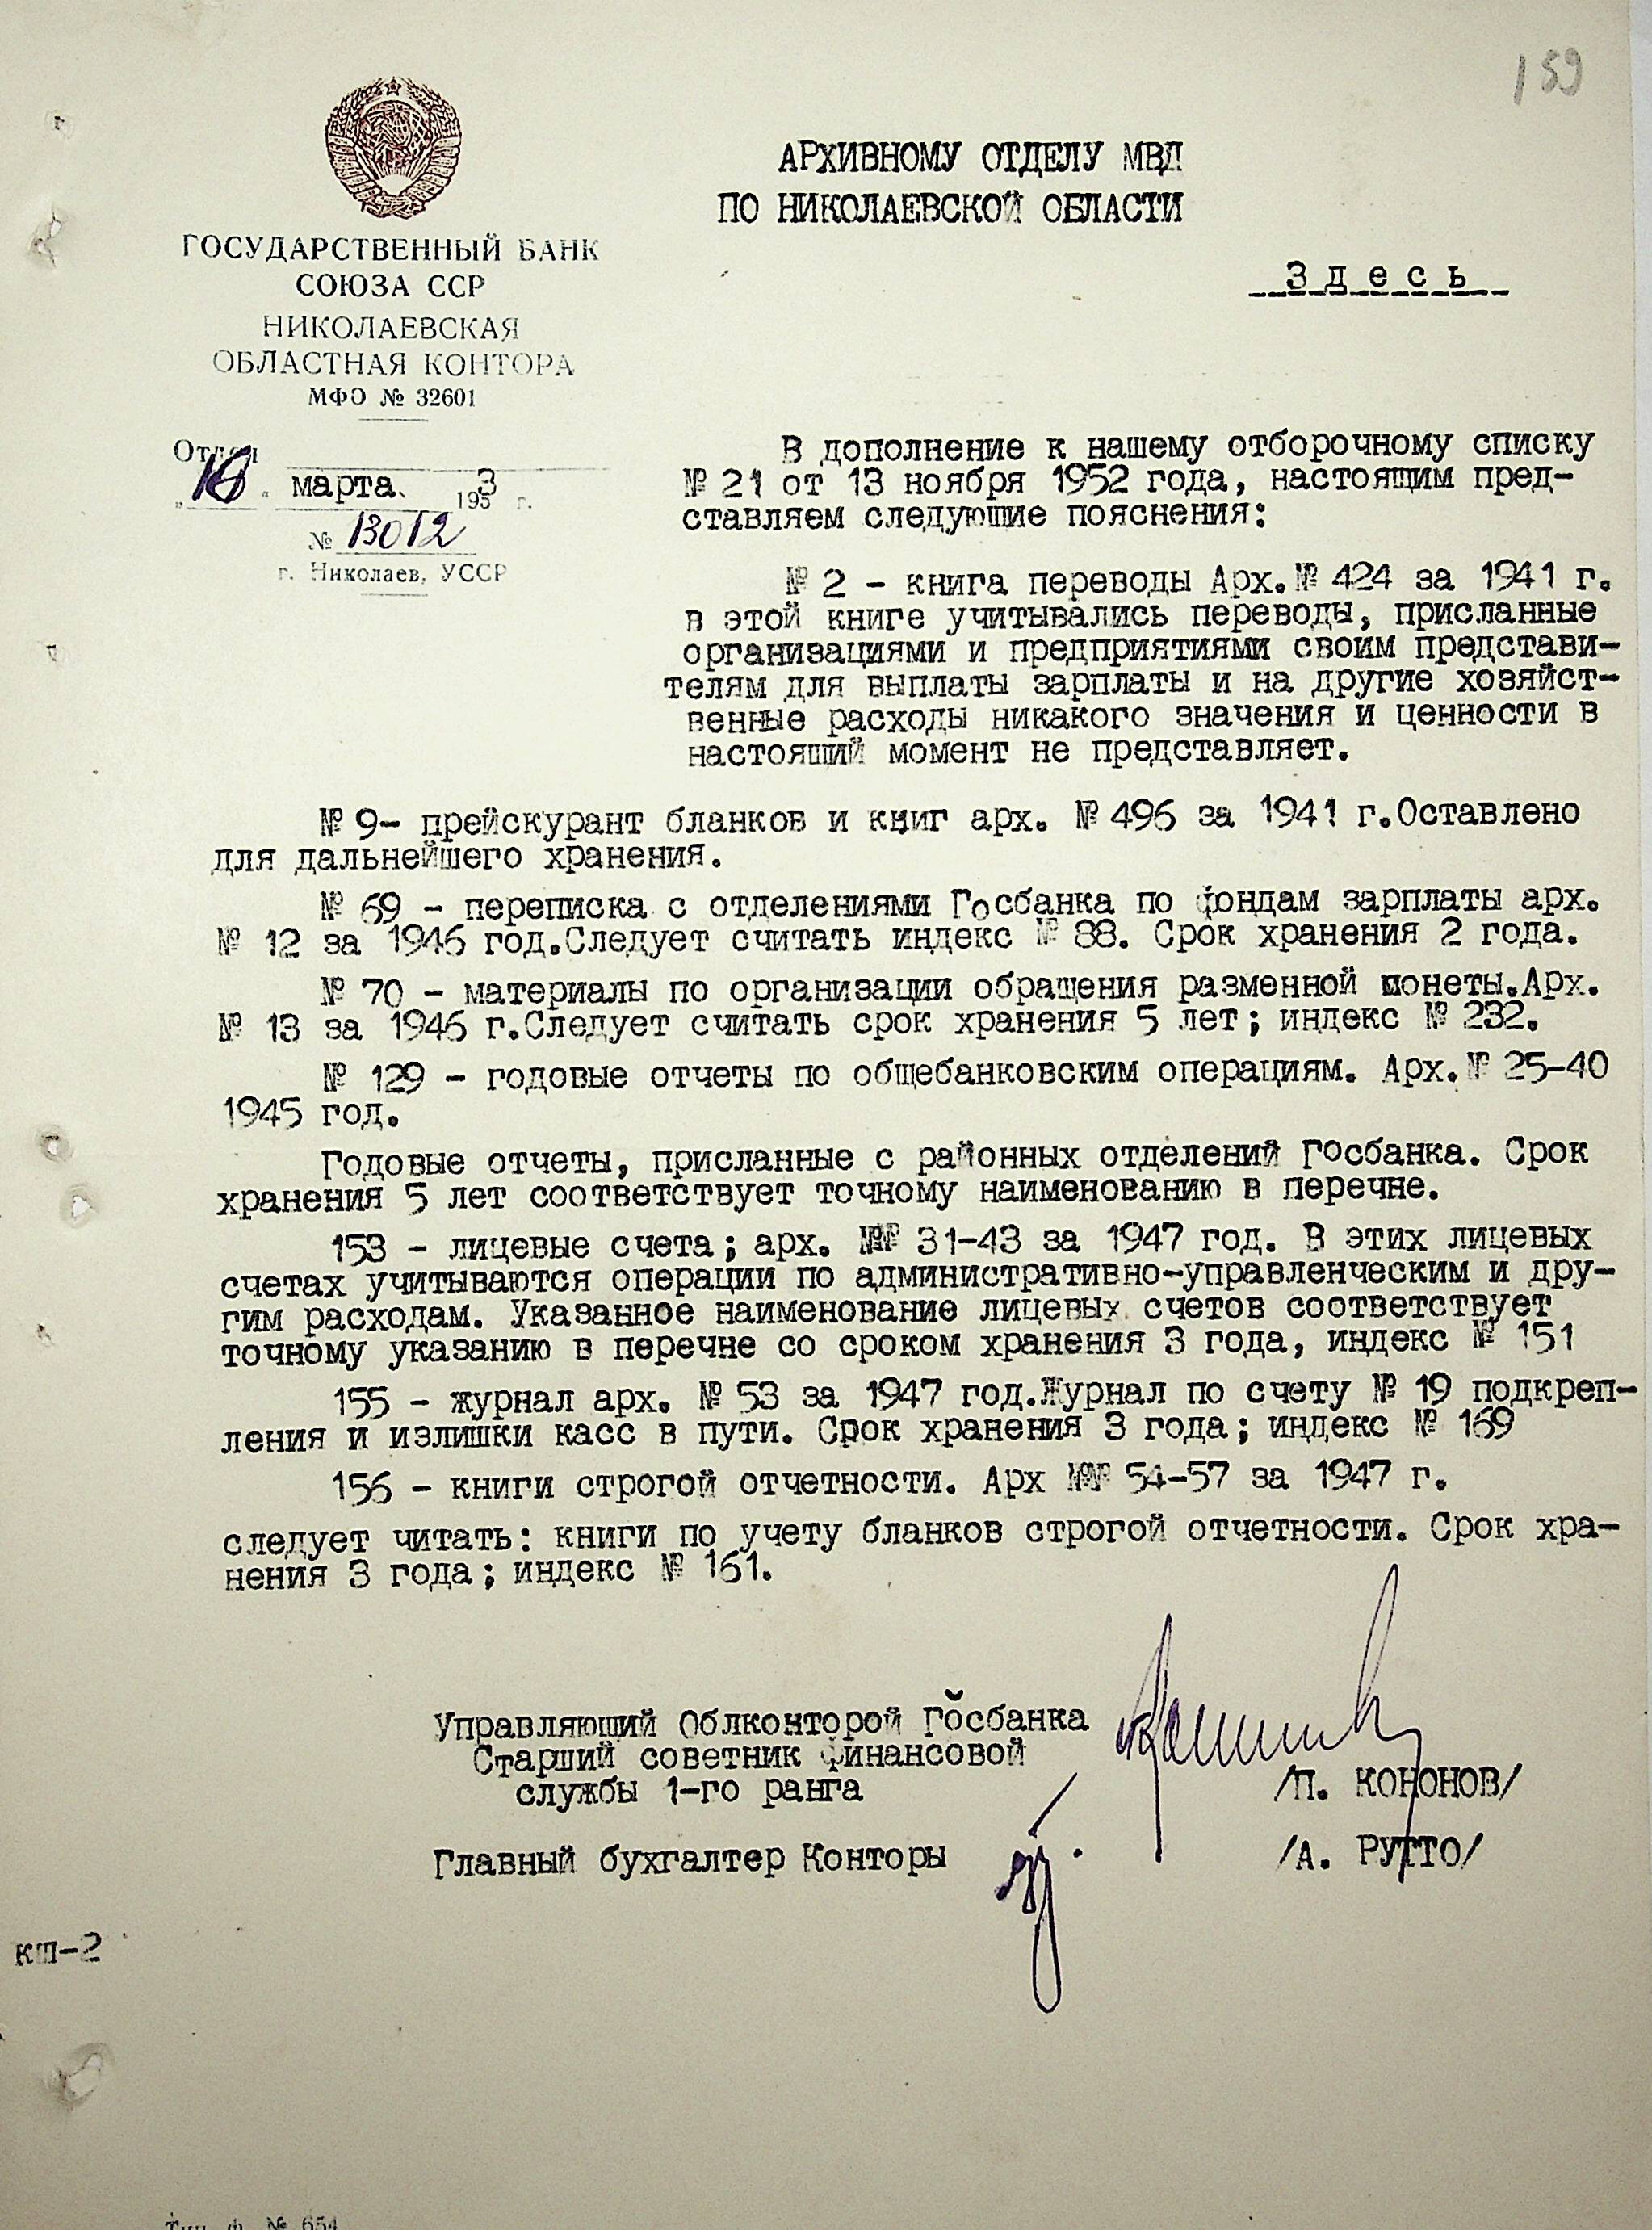 159
АРХИВНОМУ ОТДЕЛУ МВД
ПО НИКОЛАЕВСКОЙ ОБЛАСТИ
Здесь
ГОСУДАРСТВЕННЫЙ БАНК
СОЮЗА ССР
НИКОЛАЕВСКАЯ
ОБЛАСТНАЯ КОНТОРА
МФО № 32601
Отдел
марта 1953 г.
№ 13012
г. Николаев, УССР
В дополнение к нашему отборочному списку
№ 21 от 13 ноября 1952 года, настоящим пред-
ставляем следующие пояснения:
№ 2 - книга переводы Арх.№ 424 за 1941 г.
в этой книге учитывались переводы, присланные
организациями и предприятиями своим представи-
телям для выплаты зарплаты и на другие хозяйст-
венные расходы никакого значения и ценности в
настоящий момент не представляет.
№ 9- прейскурант бланков и книг арх. № 496 за 1941 г.Оставлено
для дальнейшего хранения.
№ 69 - переписка с отделениями Госбанка по фондам зарплаты арх.
№ 12 за 1946 год.Следует считать индекс № 88. Срок хранения 2 года.
№ 70 - материалы по организации обращения разменной монеты.Арх.
№ 13 за 1946 г.Следует считать срок хранения 5 лет; индекс № 232.
№ 129 - годовые отчеты по общебанковским операциям. Арх.№ 25-40
1945 год.
Годовые отчеты, присланные с районных отделений Госбанка. Срок
хранения 5 лет соответствует точному наименованию в перечне.
153 - лицевые счета; арх. №№ 31-43 за 1947 год. В этих лицевых
счетах учитываются операции по административно-управленческим и дру-
гим расходам. Указанное наименование лицевых счетов соответствует
точному указанию в перечне со сроком хранения 3 года, индекс № 151
155 - журнал арх. № 53 за 1947 год.Журнал по счету № 19 подкреп-
ления и излишки касс в пути. Срок хранения 3 года; индекс № 169
156 - книги строгой отчетности. Арх №№ 54-57 за 1947 г.
следует читать: книги по учету бланков строгой отчетности. Срок хра-
нения 3 года; индекс № 161.
Управляющий Облконторой Госбанка
Старший советник финансовой
службы 1-го ранга
/П. КОНОНОВ/
Главный бухгалтер Конторы
/А. РУТТО/
кш-2
Тип. ф. № 654